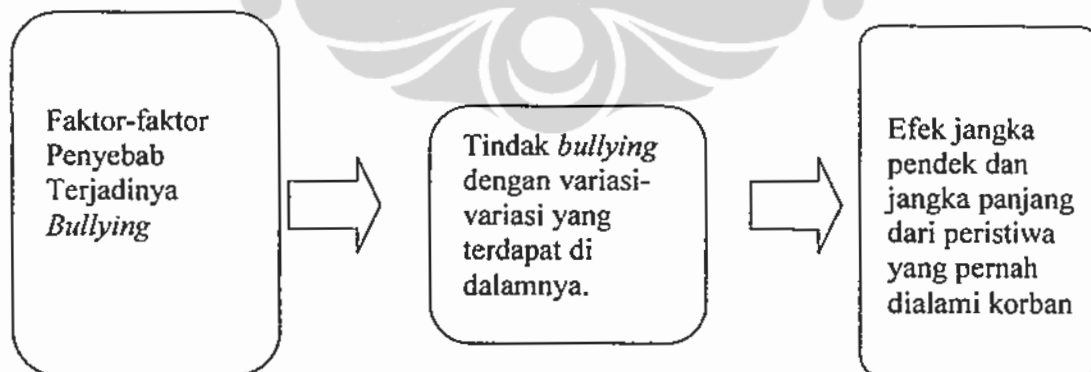 Faktor-faktor
Penyebab
Terjadinya
Bullying
Tindak bullying
dengan variasi-
variasi yang
terdapat di
dalamnya.
Efek jangka
pendek dan
jangka panjang
dari peristiwa
yang pernah
dialami korban